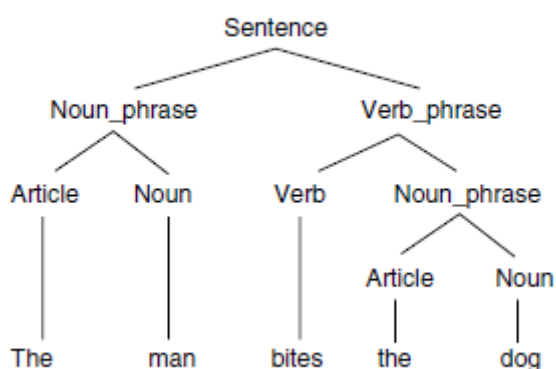 Sentence
Noun_phrase Verb_phrase
Article Noun Verb Noun_phrase
Article Noun
The man bites the dog